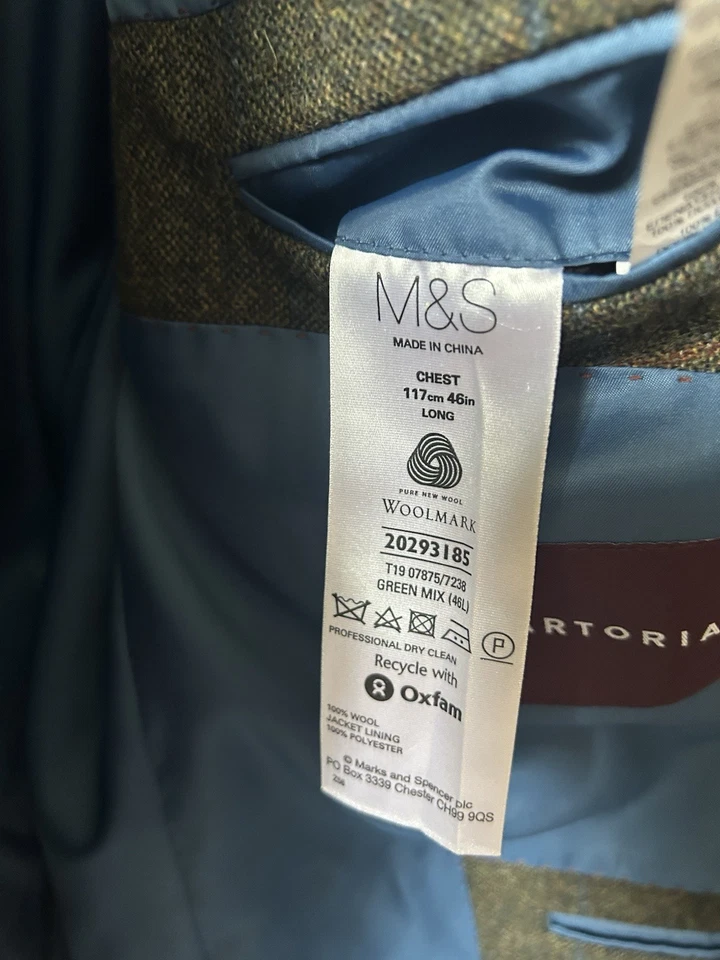 M&S
MADE IN CHINA
CHEST
117cm 46in
LONG
PURE NEW WOOL
WOOLMARK
20293185
T19 07875/7238
GREEN MIX (46L)
P
PROFESSIONAL DRY CLEAN
Recycle with
Oxfam
100% WOOL
JACKET LINING
100% POLYESTER
© Marks and Spencer plc
PO Box 3339 Chester CH99 9QS
ARTORIA